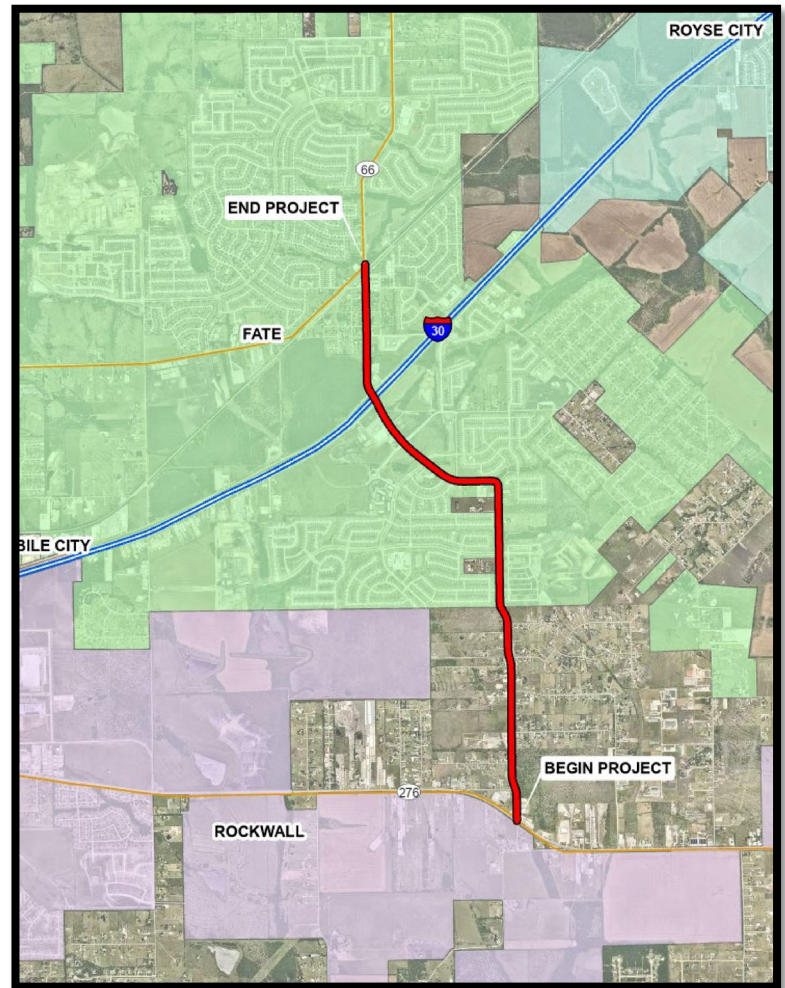 ROYSE CITY
66
END PROJECT
30
FATE
BILE CITY
BEGIN PROJECT
276
ROCKWALL